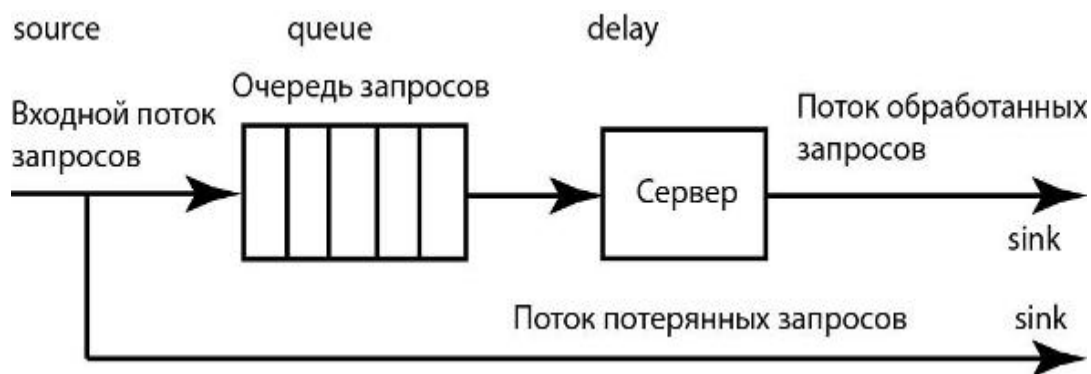 source
queue
delay
Очередь запросов
Входной поток
запросов
Поток обработанных
запросов
Сервер
sink
Поток потерянных запросов
sink